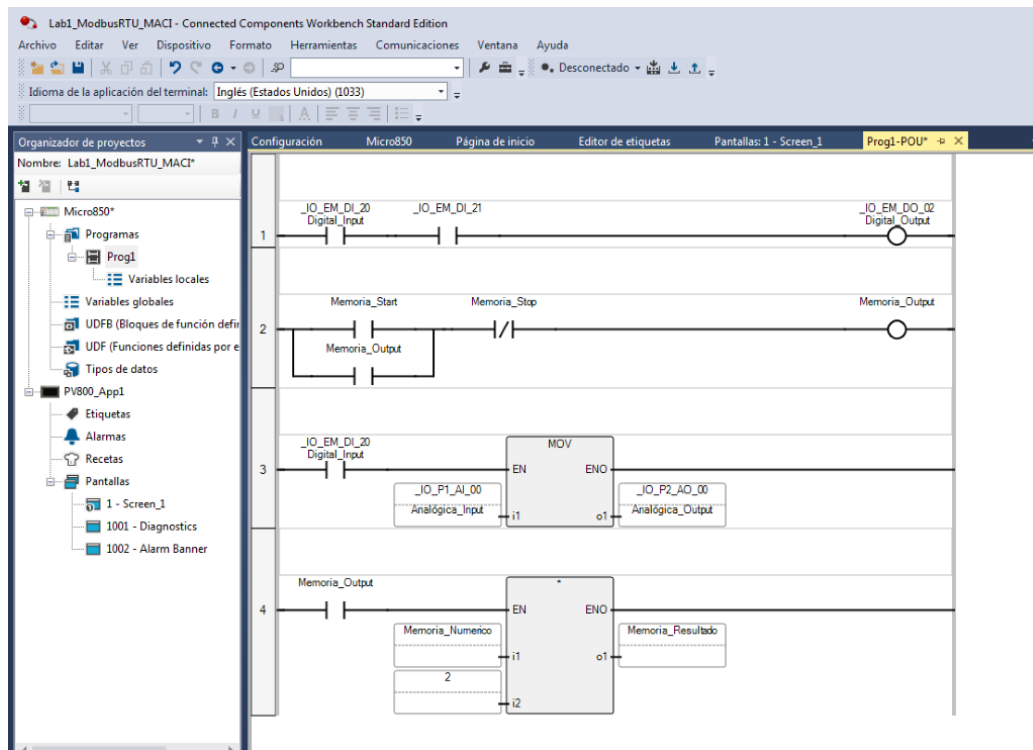 Lab1_ModbusRTU_MACI - Connected Components Workbench Standard Edition
Archivo Editar Ver Dispositivo Formato Herramientas Comunicaciones Ventana Ayuda
Desconectado
Idioma de la aplicación del terminal: Inglés (Estados Unidos) (1033)
B I U A
Organizador de proyectos
Configuración Micro850 Página de inicio Editor de etiquetas Pantallas: 1 - Screen_1 Prog1-POU*
Nombre: Lab1_ModbusRTU_MACI*
Micro850*
Programas
Prog1
Variables locales
Variables globales
UDFB (Bloques de función defin
UDF (Funciones definidas por e
Tipos de datos
PV800_App1
Etiquetas
Alarmas
Recetas
Pantallas
1 - Screen_1
1001 - Diagnostics
1002 - Alarm Banner
_IO_EM_DI_20 _IO_EM_DI_21 _IO_EM_DO_02
Digital_Input Digital_Output
1
Memoria_Start Memoria_Stop Memoria_Output
2
Memoria_Output
_IO_EM_DI_20 MOV
Digital_Input
3 EN ENO
_IO_P1_AI_00 _IO_P2_AO_00
Analógica_Input i1 o1 Analógica_Output
Memoria_Output *
4 EN ENO
Memoria_Numerico Memoria_Resultado
i1 o1
2
i2